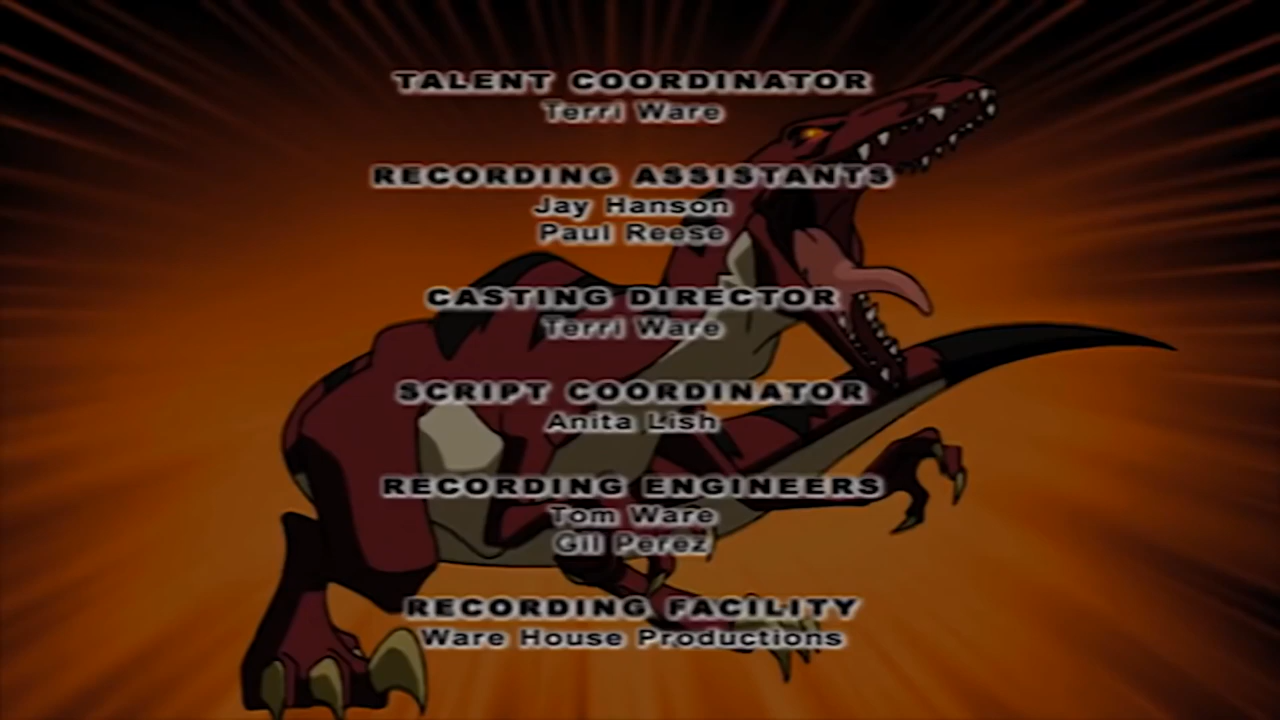 TALENT COORDINATOR
Terri Ware
RECORDING ASSISTANTS
Jay Hanson
Paul Reese
CASTING DIRECTOR
Terri Ware
SCRIPT COORDINATOR
Anita Lish
RECORDING ENGINEERS
Tom Ware
Gil Perez
RECORDING FACILITY
Ware House Productions